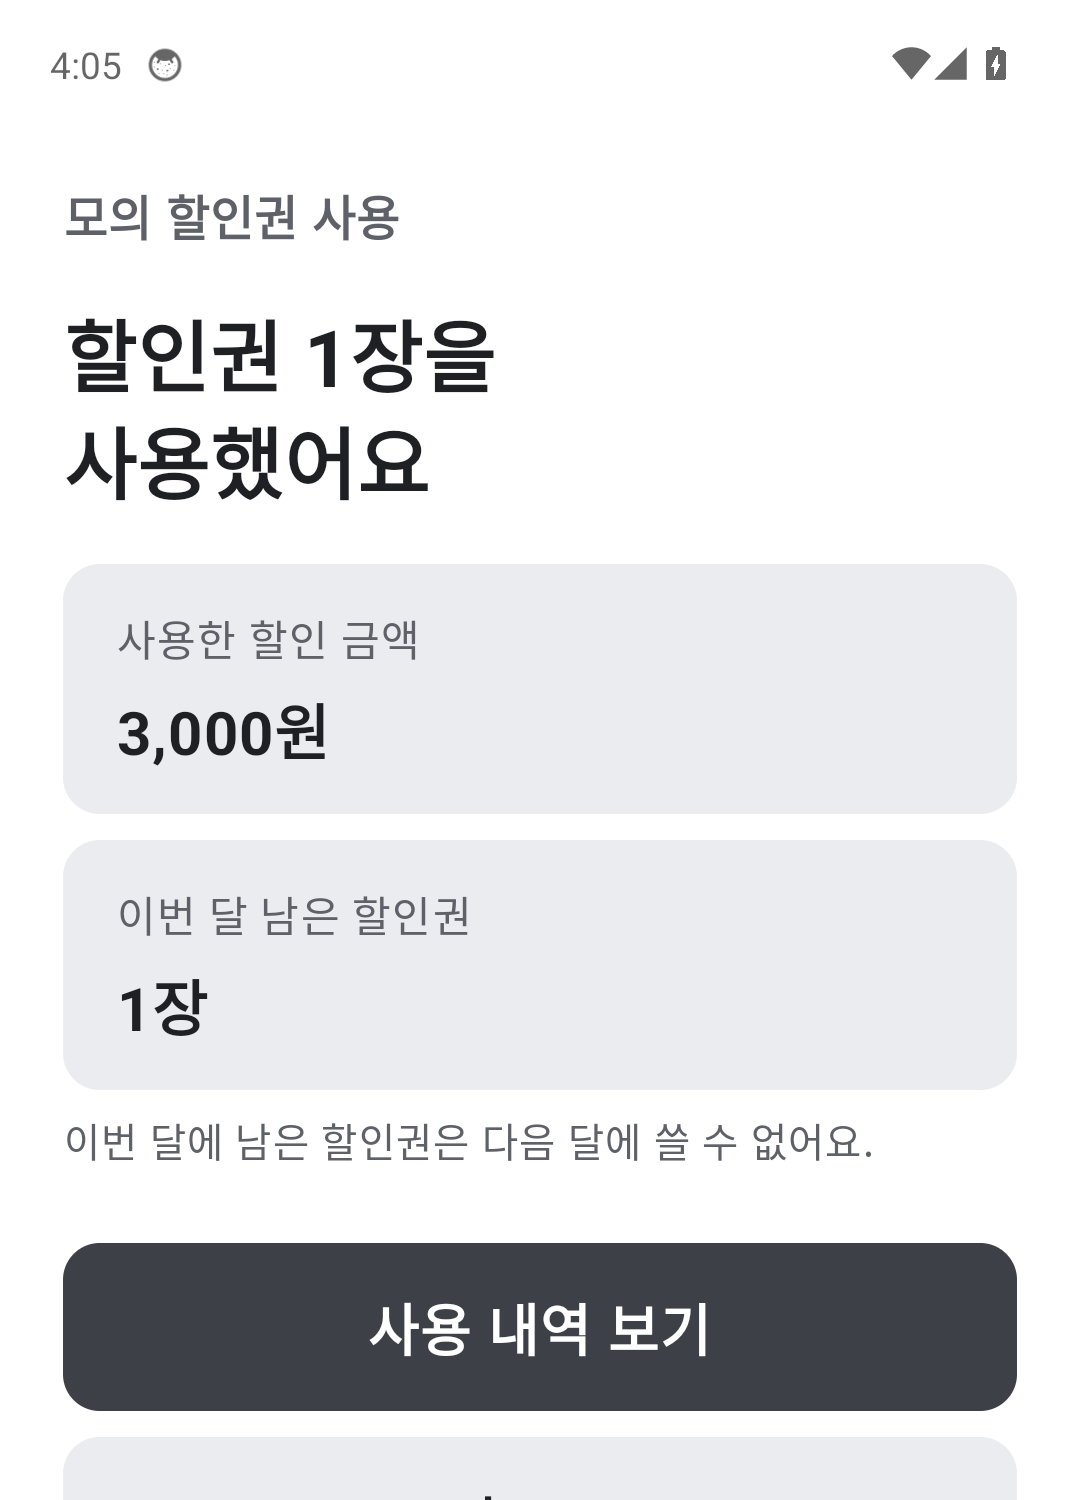 4:05
모의 할인권 사용
할인권 1장을
사용했어요
사용한 할인 금액
3,000원
이번 달 남은 할인권
1장
이번 달에 남은 할인권은 다음 달에 쓸 수 없어요.
사용 내역 보기